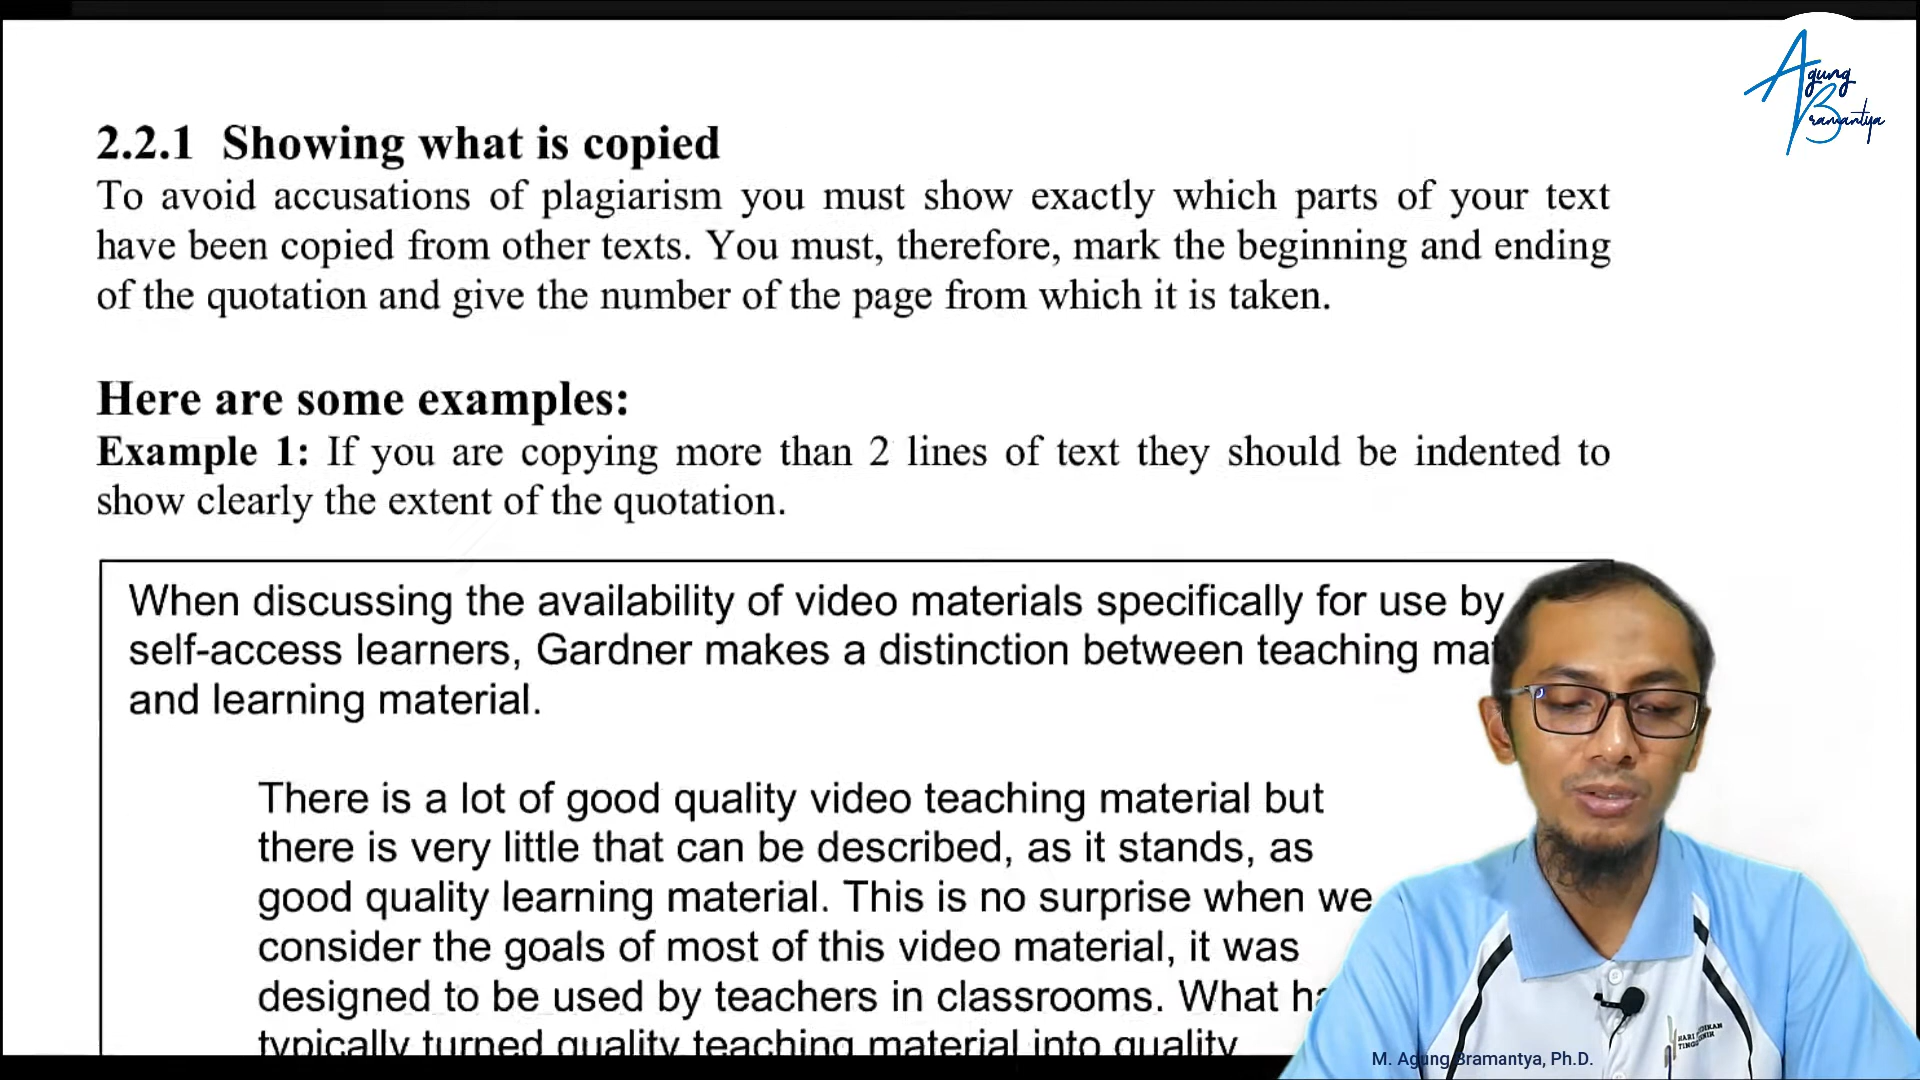 Agung
Bramantya
2.2.1 Showing what is copied
To avoid accusations of plagiarism you must show exactly which parts of your text
have been copied from other texts. You must, therefore, mark the beginning and ending
of the quotation and give the number of the page from which it is taken.
Here are some examples:
Example 1: If you are copying more than 2 lines of text they should be indented to
show clearly the extent of the quotation.
When discussing the availability of video materials specifically for use by
self-access learners, Gardner makes a distinction between teaching
and learning material.
There is a lot of good quality video teaching material but
there is very little that can be described, as it stands, as
good quality learning material. This is no surprise when we
consider the goals of most of this video material, it was
designed to be used by teachers in classrooms. What
typically turned quality teaching material into quality
HARI
M. Agung Bramantya, Ph.D.